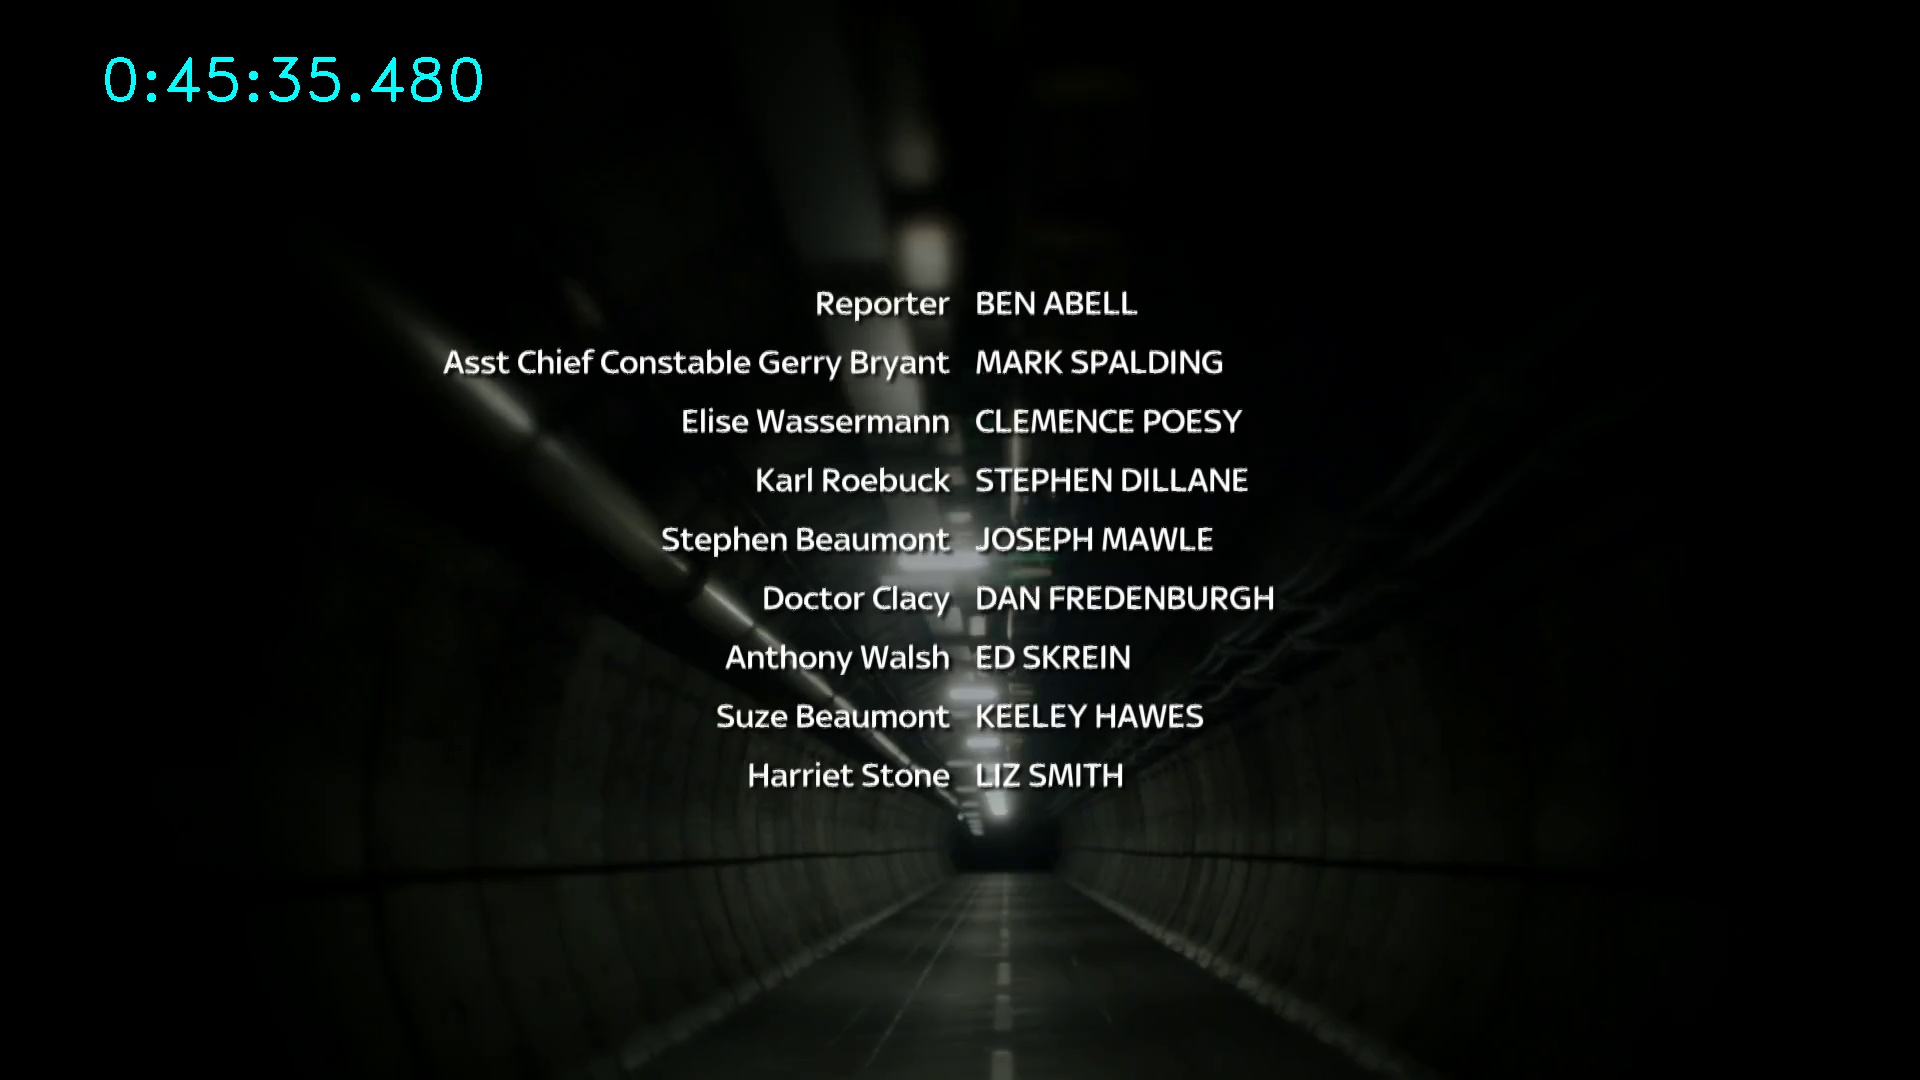 0:45:35.480
Reporter BEN ABELL
Asst Chief Constable Gerry Bryant MARK SPALDING
Elise Wassermann CLEMENCE POESY
Karl Roebuck STEPHEN DILLANE
Stephen Beaumont JOSEPH MAWLE
Doctor Clacy DAN FREDENBURGH
Anthony Walsh ED SKREIN
Suze Beaumont KEELEY HAWES
Harriet Stone LIZ SMITH